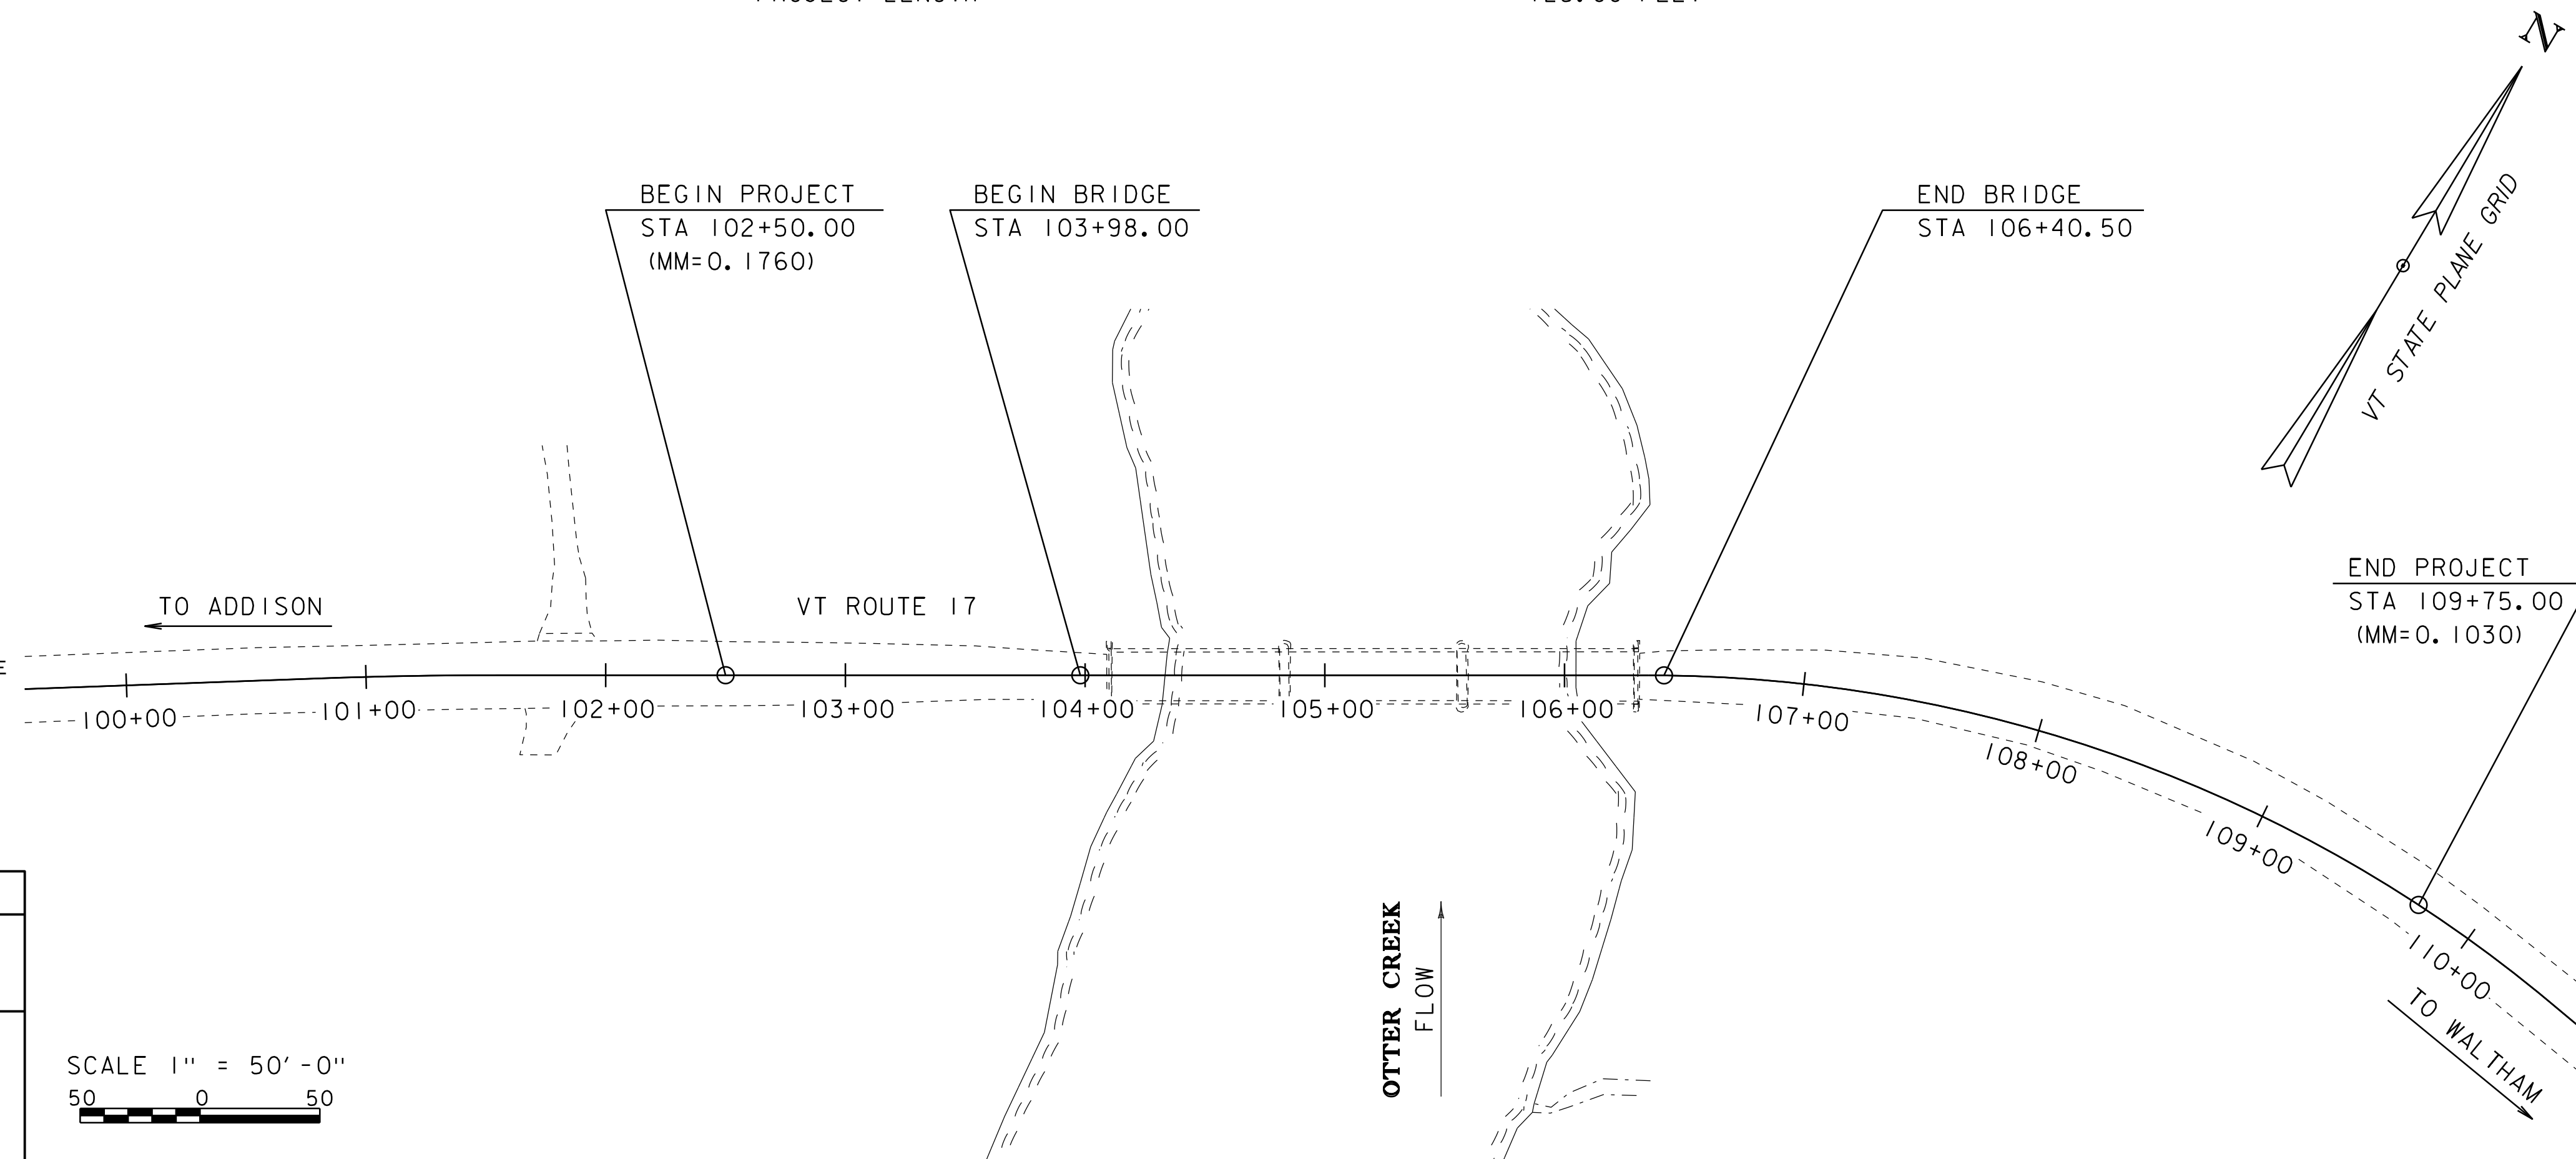 N
BEGIN PROJECT
STA 102+50.00
(MM=0.1760)
BEGIN BRIDGE
STA 103+98.00
END BRIDGE
STA 106+40.50
VT STATE PLANE GRID
END PROJECT
STA 109+75.00
(MM=0.1030)
TO ADDISON
VT ROUTE 17
100+00
101+00
102+00
103+00
104+00
105+00
106+00
107+00
108+00
109+00
110+00
TO WALTHAM
OTTER CREEK
FLOW
SCALE 1" = 50'-0"
50 0 50